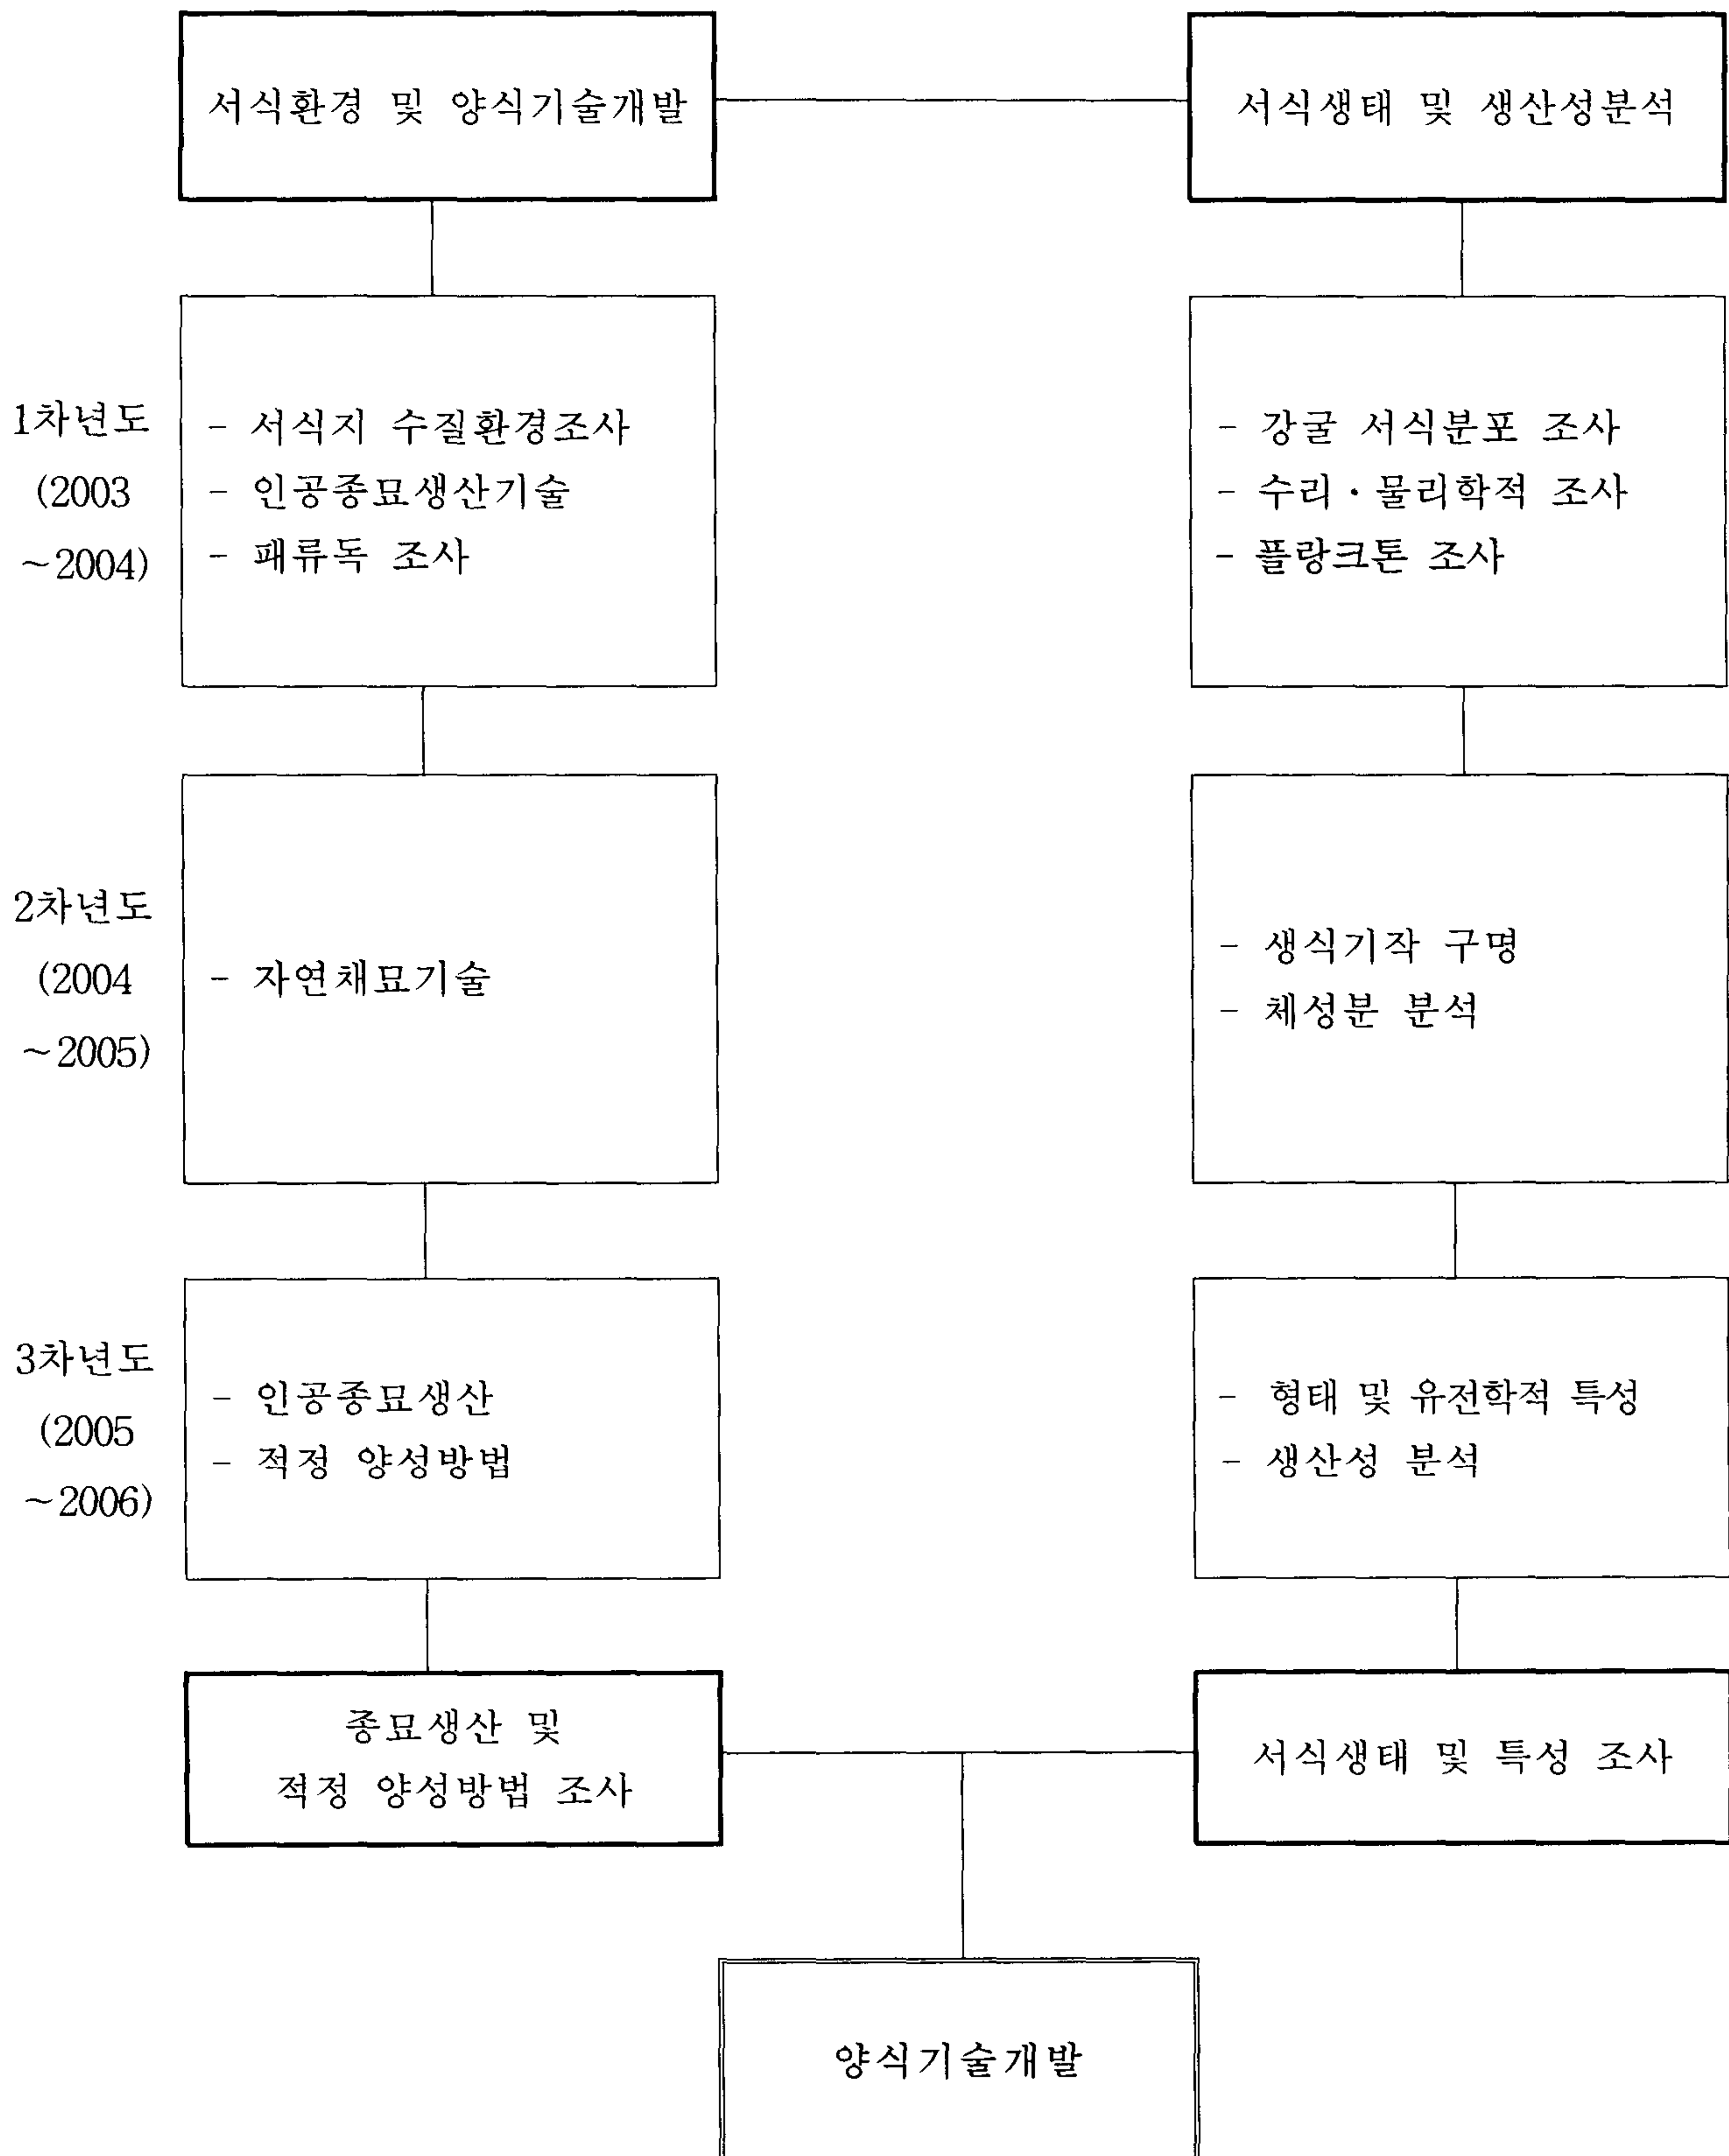 서식환경 및 양식기술개발
서식생태 및 생산성분석
1차년도
(2003
~2004)
- 서식지 수질환경조사
- 인공종묘생산기술
- 패류독 조사
- 강굴 서식분포 조사
- 수리·물리학적 조사
- 플랑크톤 조사
2차년도
(2004
~2005)
- 자연채묘기술
- 생식기작 구명
- 체성분 분석
3차년도
(2005
~2006)
- 인공종묘생산
- 적정 양성방법
- 형태 및 유전학적 특성
- 생산성 분석
종묘생산 및
적정 양성방법 조사
서식생태 및 특성 조사
양식기술개발